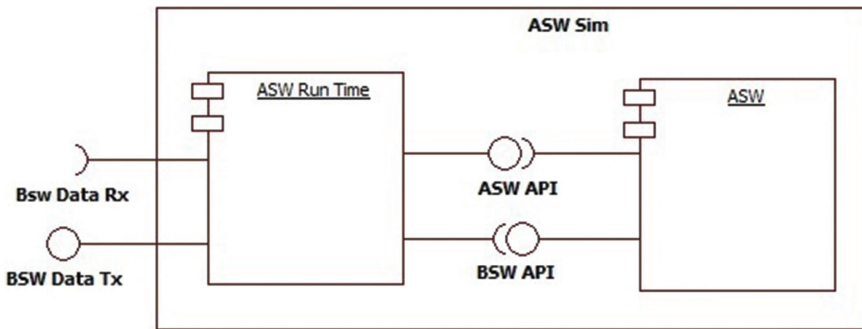 ASW Sim
ASW Run Time
ASW
Bsw Data Rx
ASW API
BSW Data Tx
BSW API